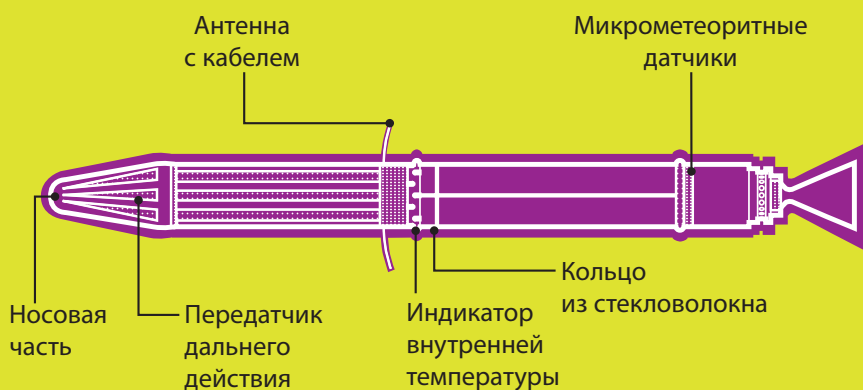 Антенна
с кабелем
Микрометеоритные
датчики
Носовая
часть
Передатчик
дальнего
действия
Индикатор
внутренней
температуры
Кольцо
из стекловолокна